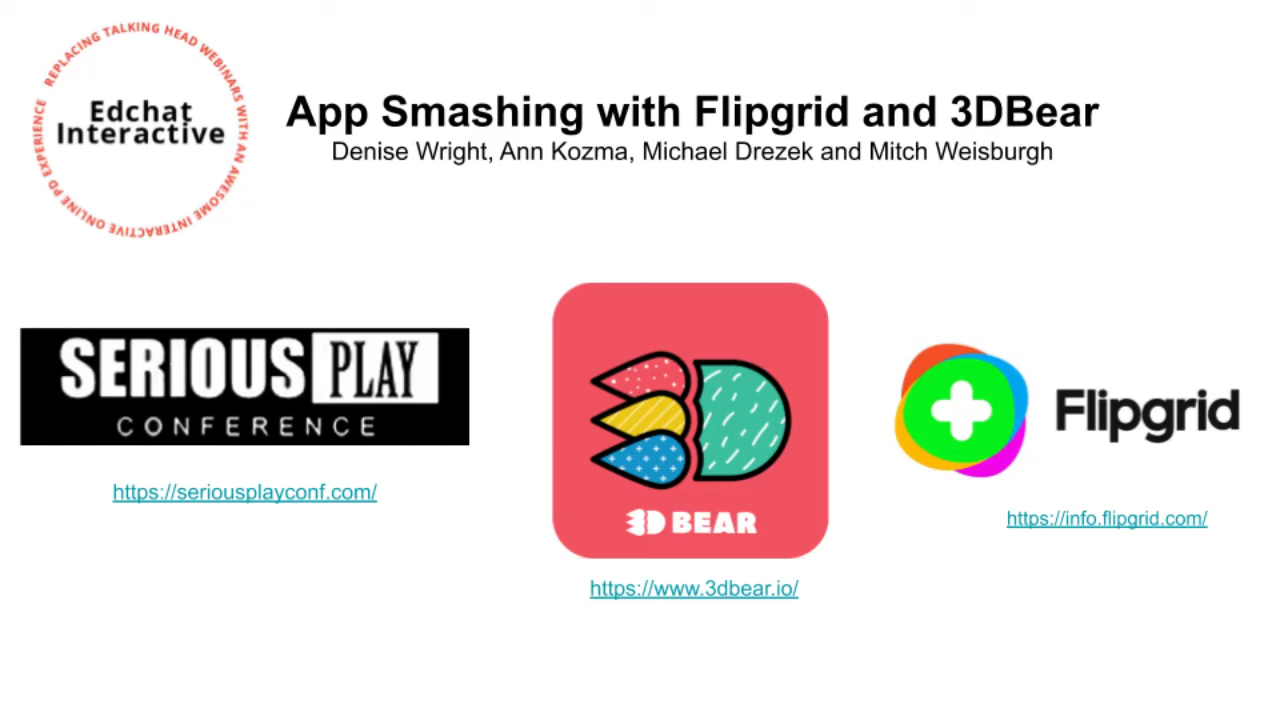 REPLACING TALKING HEAD WEBINARS WITH AN AWESOME INTERACTIVE ONLINE PD EXPERIENCE
Edchat
Interactive
App Smashing with Flipgrid and 3DBear
Denise Wright, Ann Kozma, Michael Drezek and Mitch Weisburgh
SERIOUS PLAY
CONFERENCE
https://seriousplayconf.com/
3D BEAR
https://www.3dbear.io/
Flipgrid
https://info.flipgrid.com/